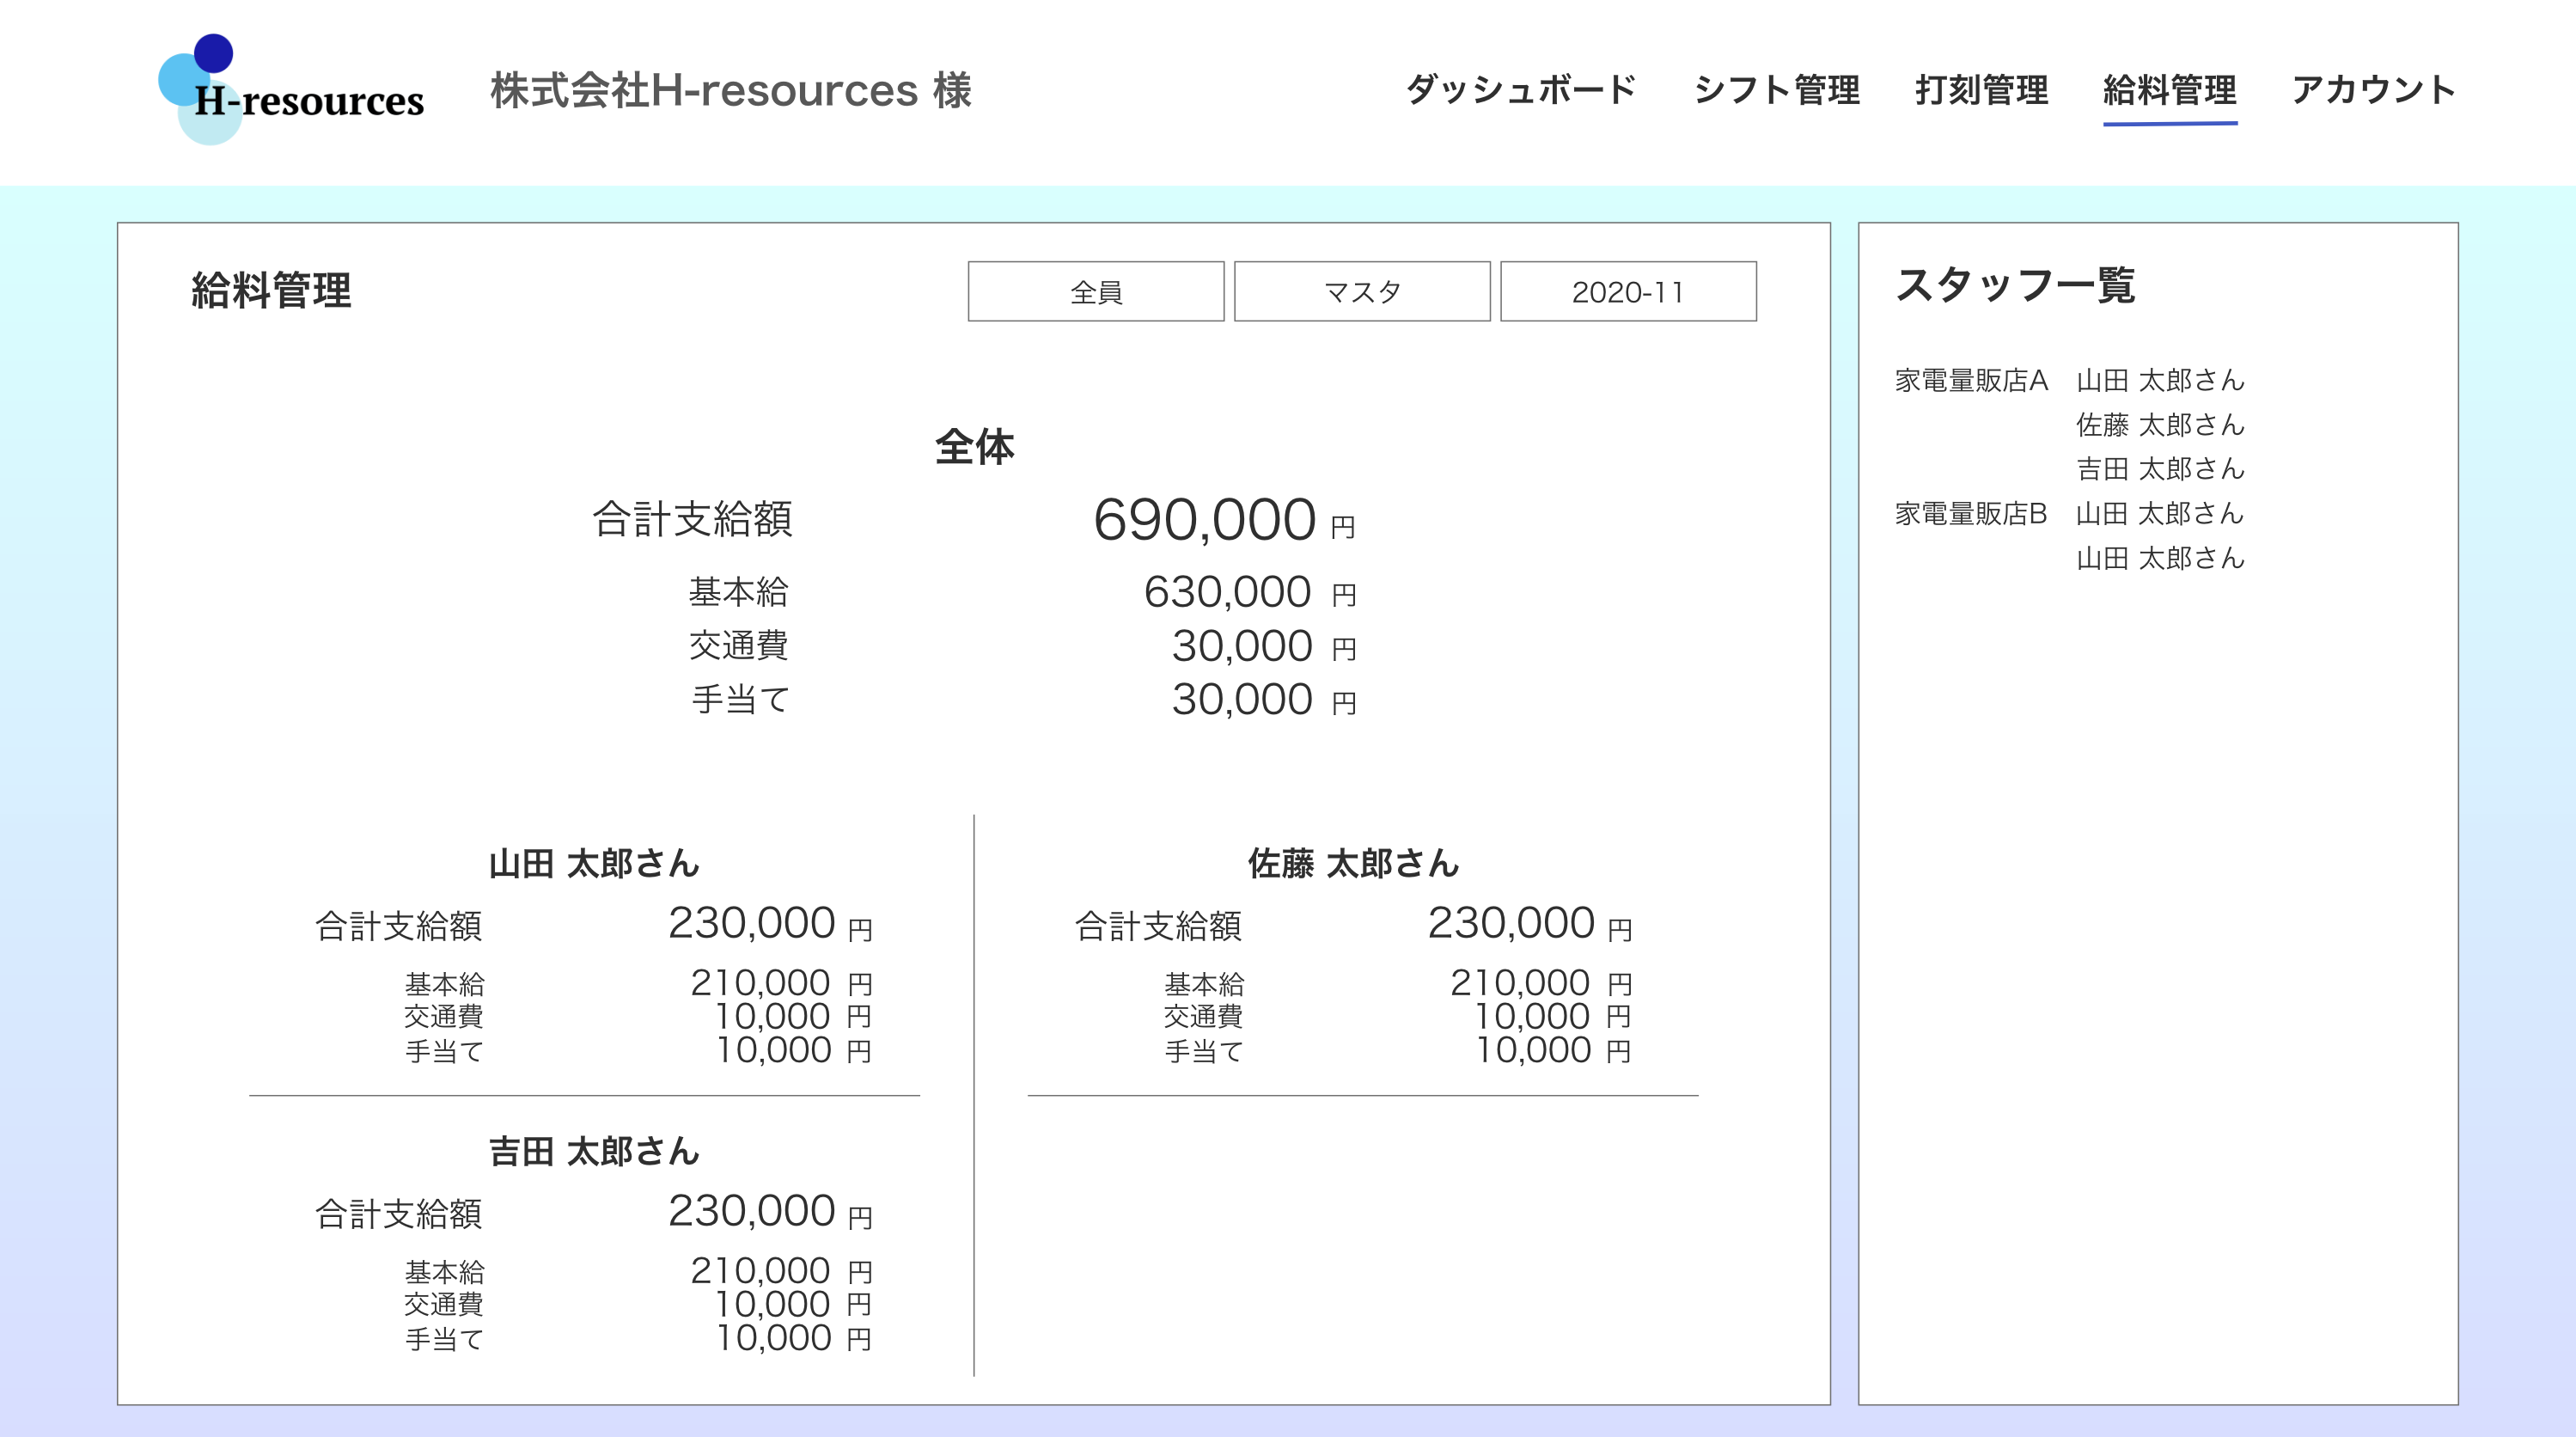 H-resources
株式会社H-resources 様
ダッシュボード シフト管理 打刻管理 給料管理 アカウント
給料管理
全員 マスタ 2020-11
全体
合計支給額 690,000 円
基本給 630,000 円
交通費 30,000 円
手当て 30,000 円
山田 太郎さん
合計支給額 230,000 円
基本給 210,000 円
交通費 10,000 円
手当て 10,000 円
佐藤 太郎さん
合計支給額 230,000 円
基本給 210,000 円
交通費 10,000 円
手当て 10,000 円
吉田 太郎さん
合計支給額 230,000 円
基本給 210,000 円
交通費 10,000 円
手当て 10,000 円
スタッフ一覧
家電量販店A 山田 太郎さん
佐藤 太郎さん
吉田 太郎さん
家電量販店B 山田 太郎さん
山田 太郎さん